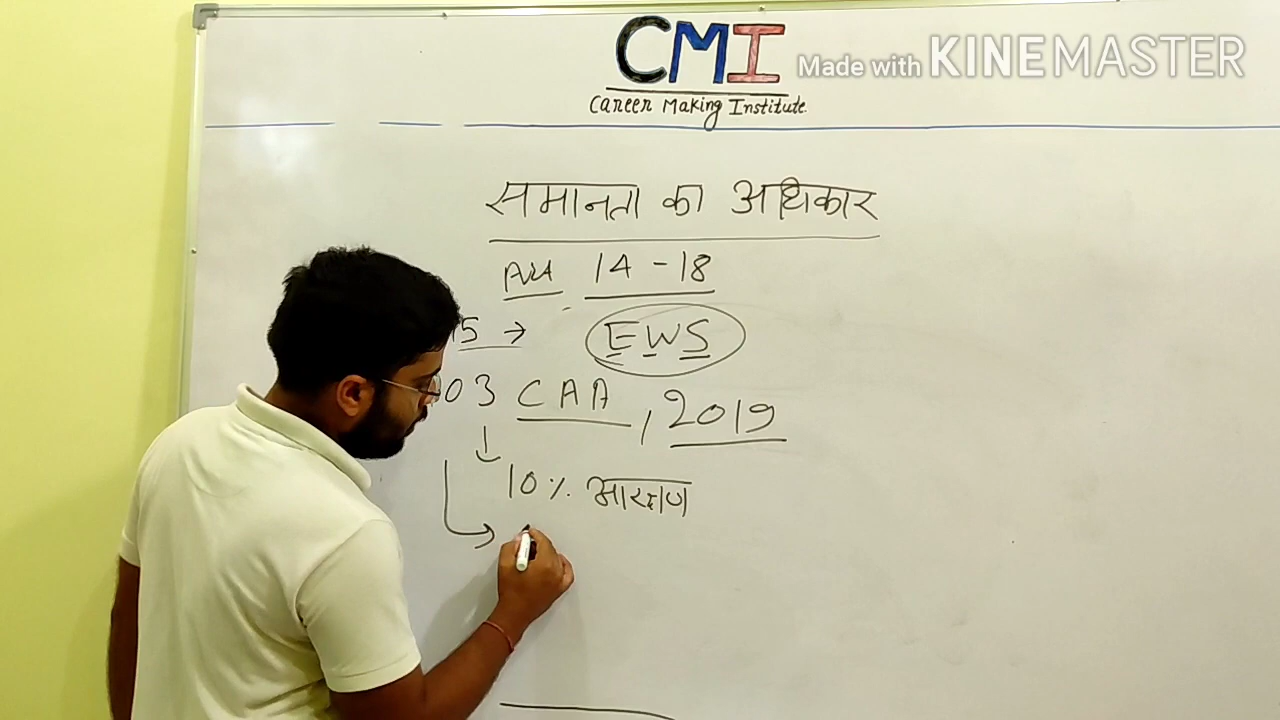 CMI
Made with KINEMASTER
Career Making Institute
समानता का अधिकार
Art 14 - 18
15 → EWS
03 CAA, 2019
10% आरक्षण